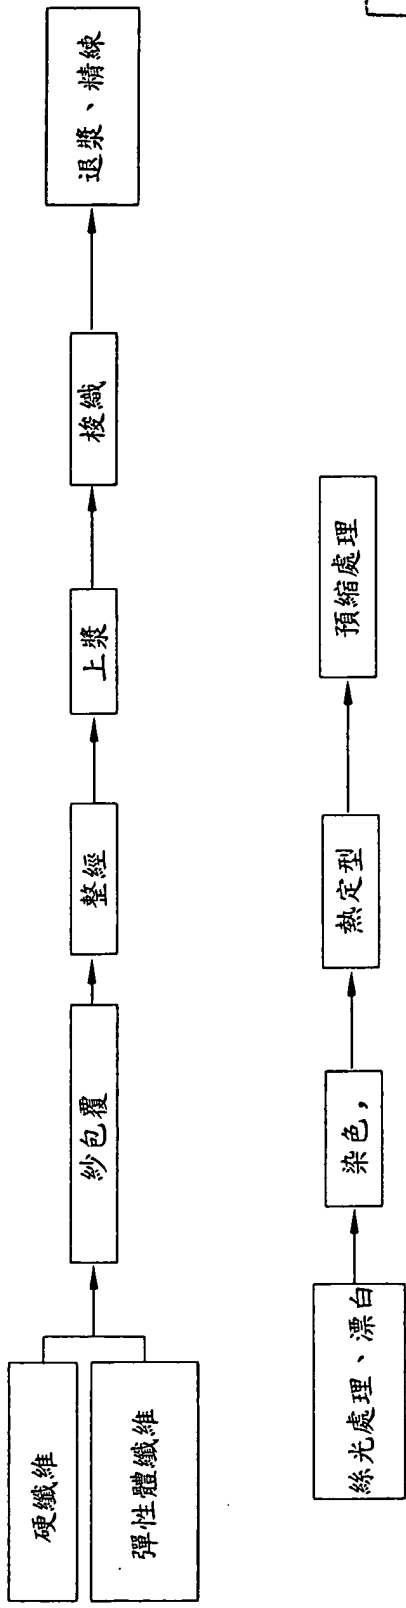 硬纖維
彈性體纖維
紗包覆
整經
上漿
梭織
退漿、精練
絲光處理、漂白
染色，
熱定型
預縮處理